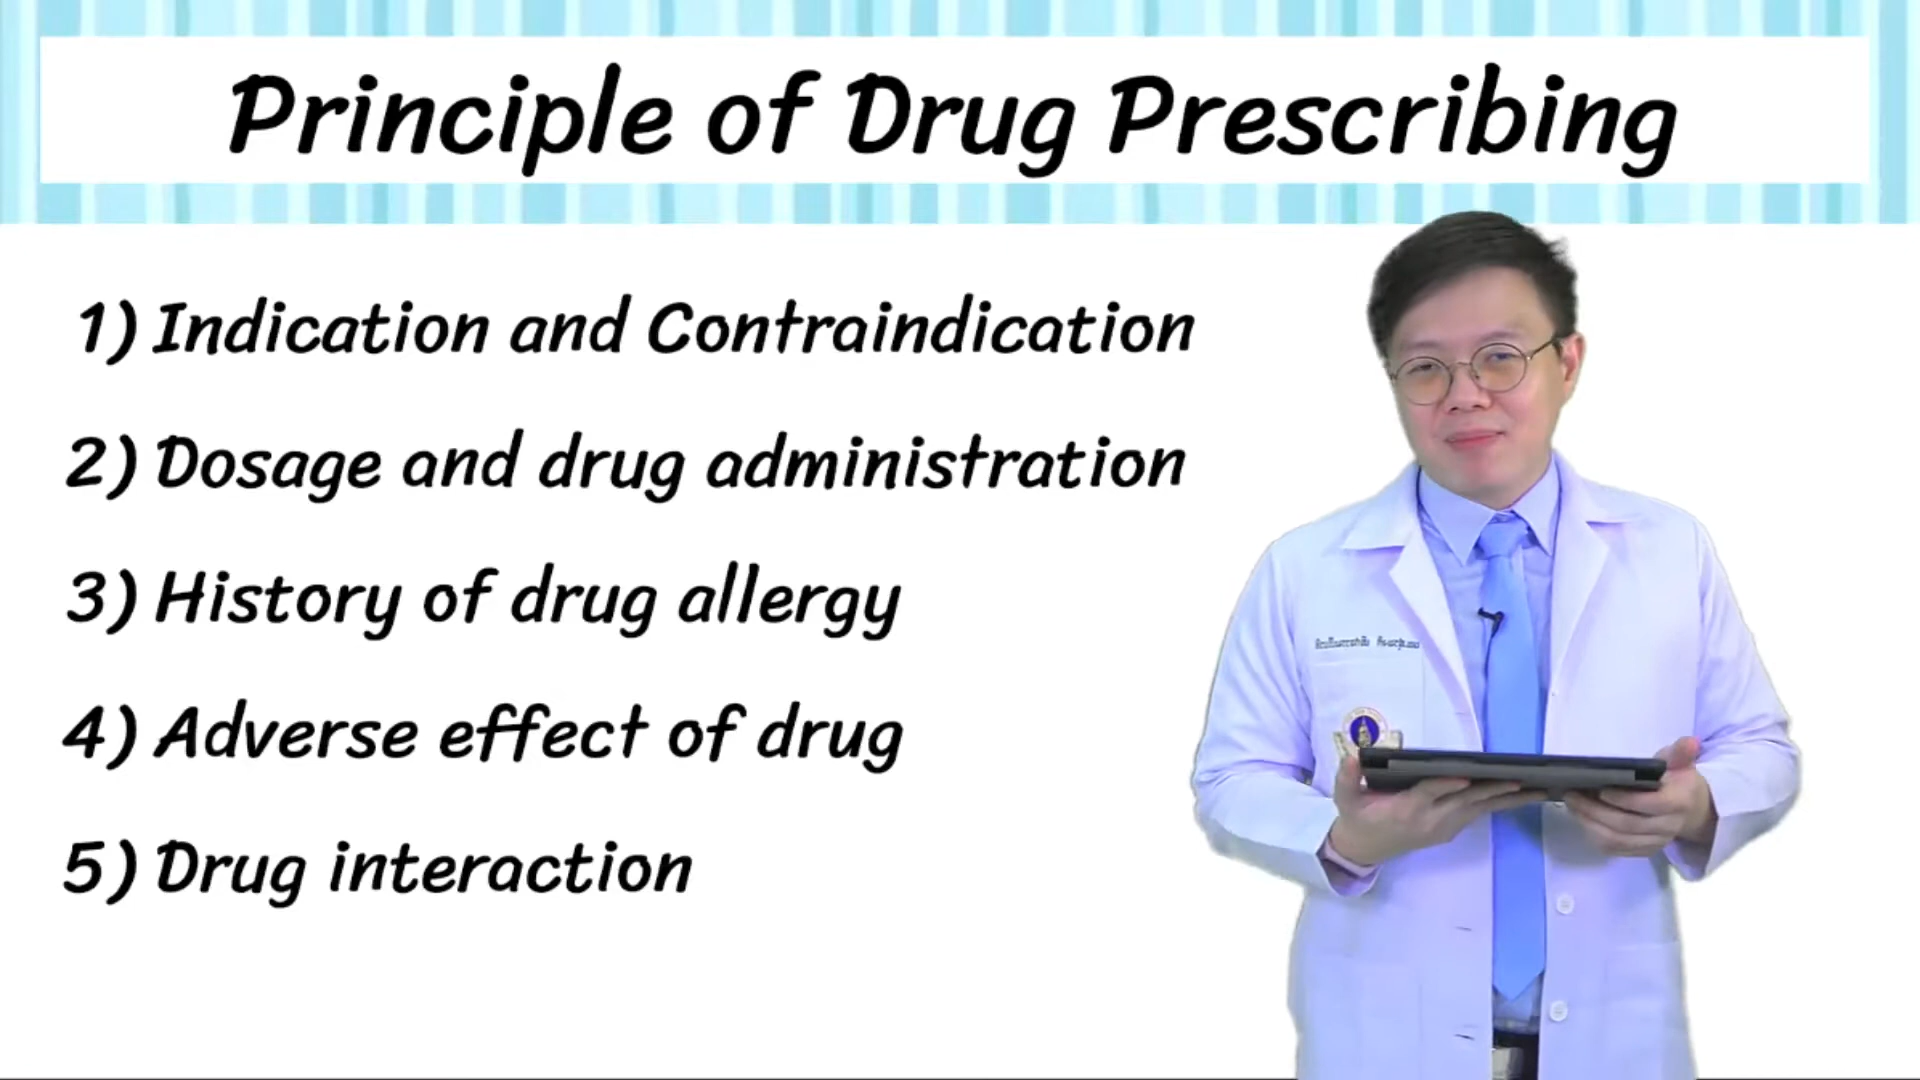 Principle of Drug Prescribing
1) Indication and Contraindication
2) Dosage and drug administration
3) History of drug allergy
4) Adverse effect of drug
5) Drug interaction